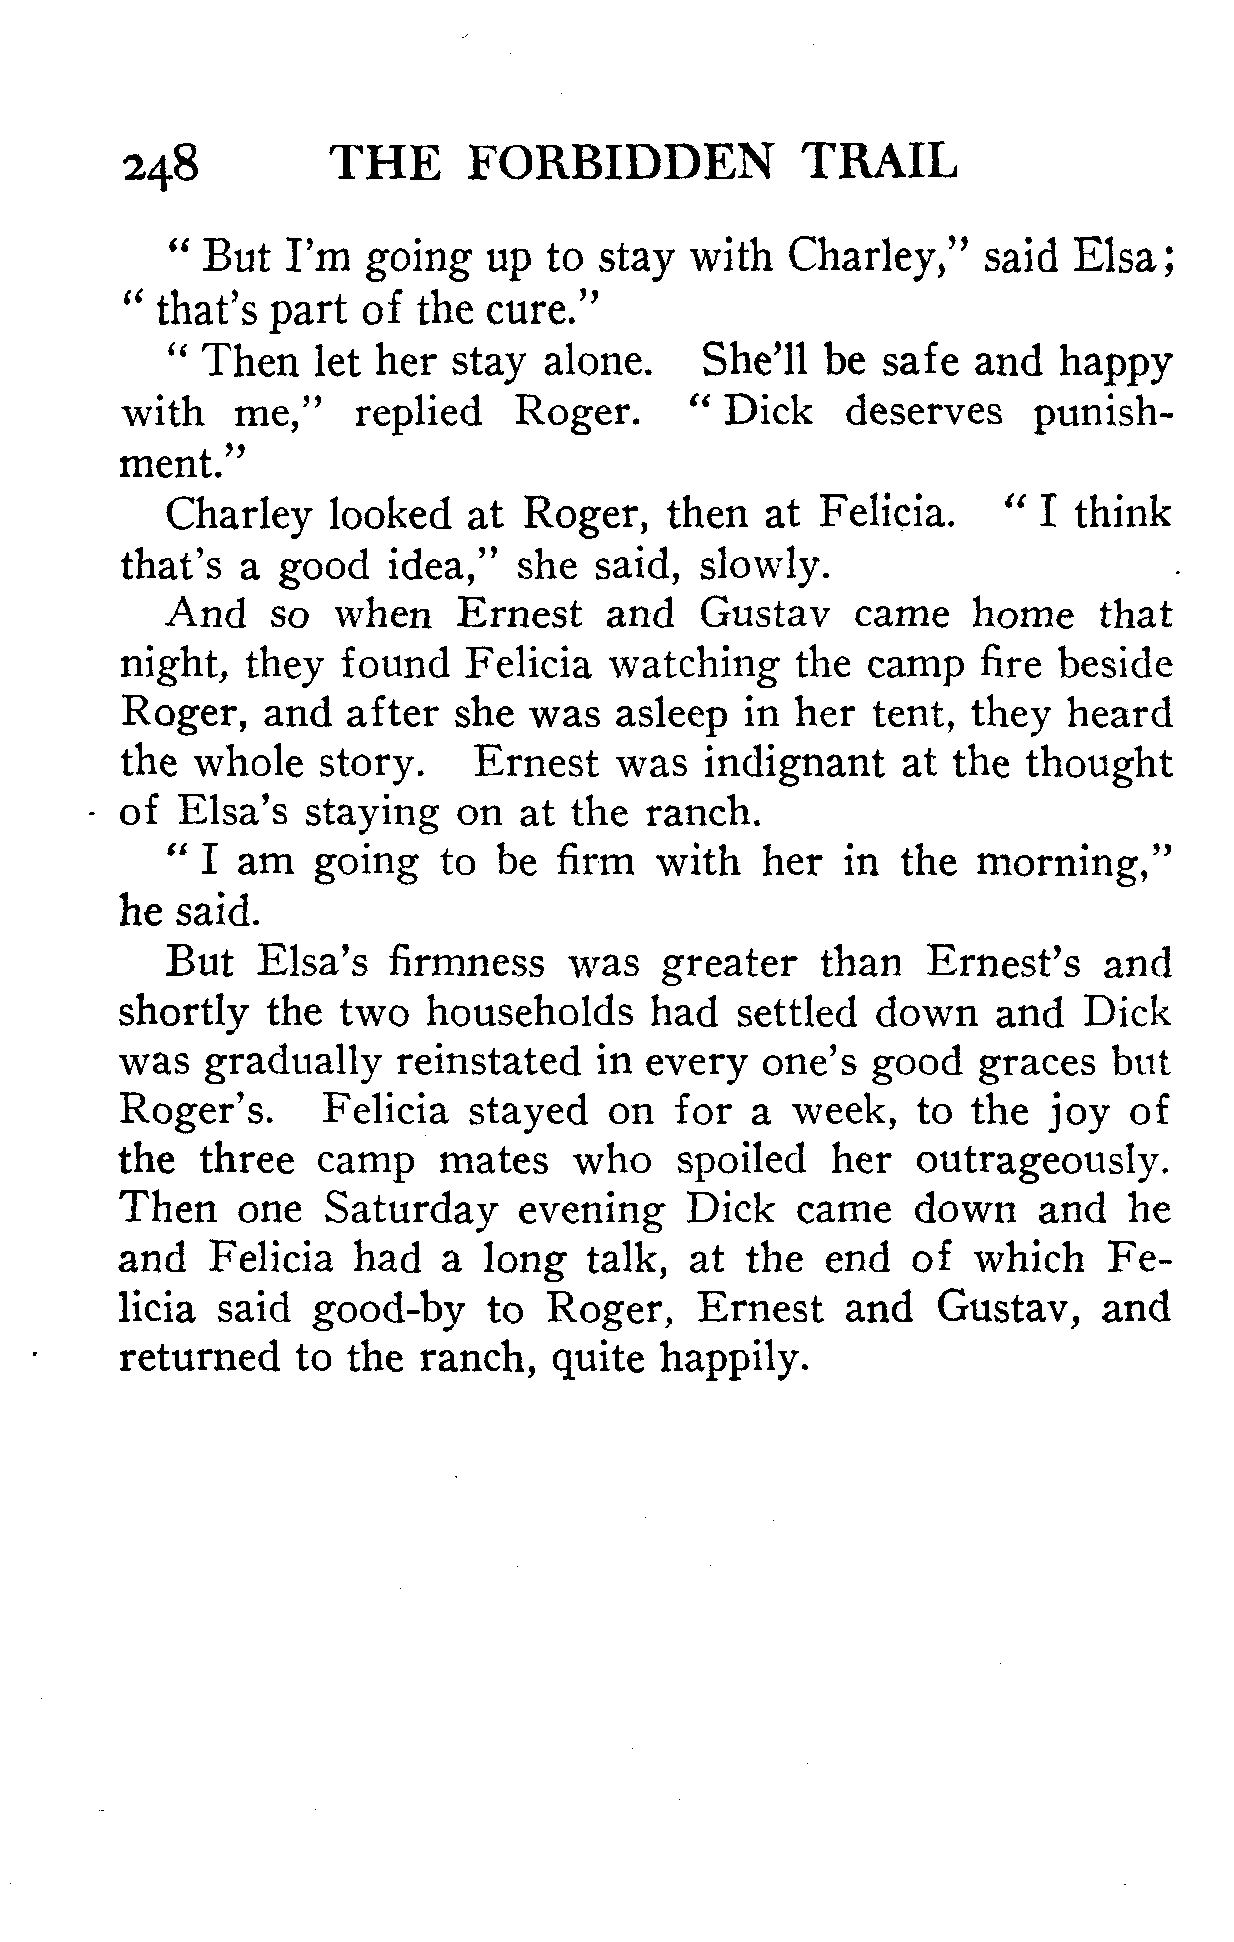 248 THE FORBIDDEN TRAIL
" But I'm going up to stay with Charley," said Elsa;
" that's part of the cure."
" Then let her stay alone. She'll be safe and happy
with me," replied Roger. " Dick deserves punish-
ment."
Charley looked at Roger, then at Felicia. " I think
that's a good idea," she said, slowly.
And so when Ernest and Gustav came home that
night, they found Felicia watching the camp fire beside
Roger, and after she was asleep in her tent, they heard
the whole story. Ernest was indignant at the thought
of Elsa's staying on at the ranch.
" I am going to be firm with her in the morning,"
he said.
But Elsa's firmness was greater than Ernest's and
shortly the two households had settled down and Dick
was gradually reinstated in every one's good graces but
Roger's. Felicia stayed on for a week, to the joy of
the three camp mates who spoiled her outrageously.
Then one Saturday evening Dick came down and he
and Felicia had a long talk, at the end of which Fe-
licia said good-by to Roger, Ernest and Gustav, and
returned to the ranch, quite happily.